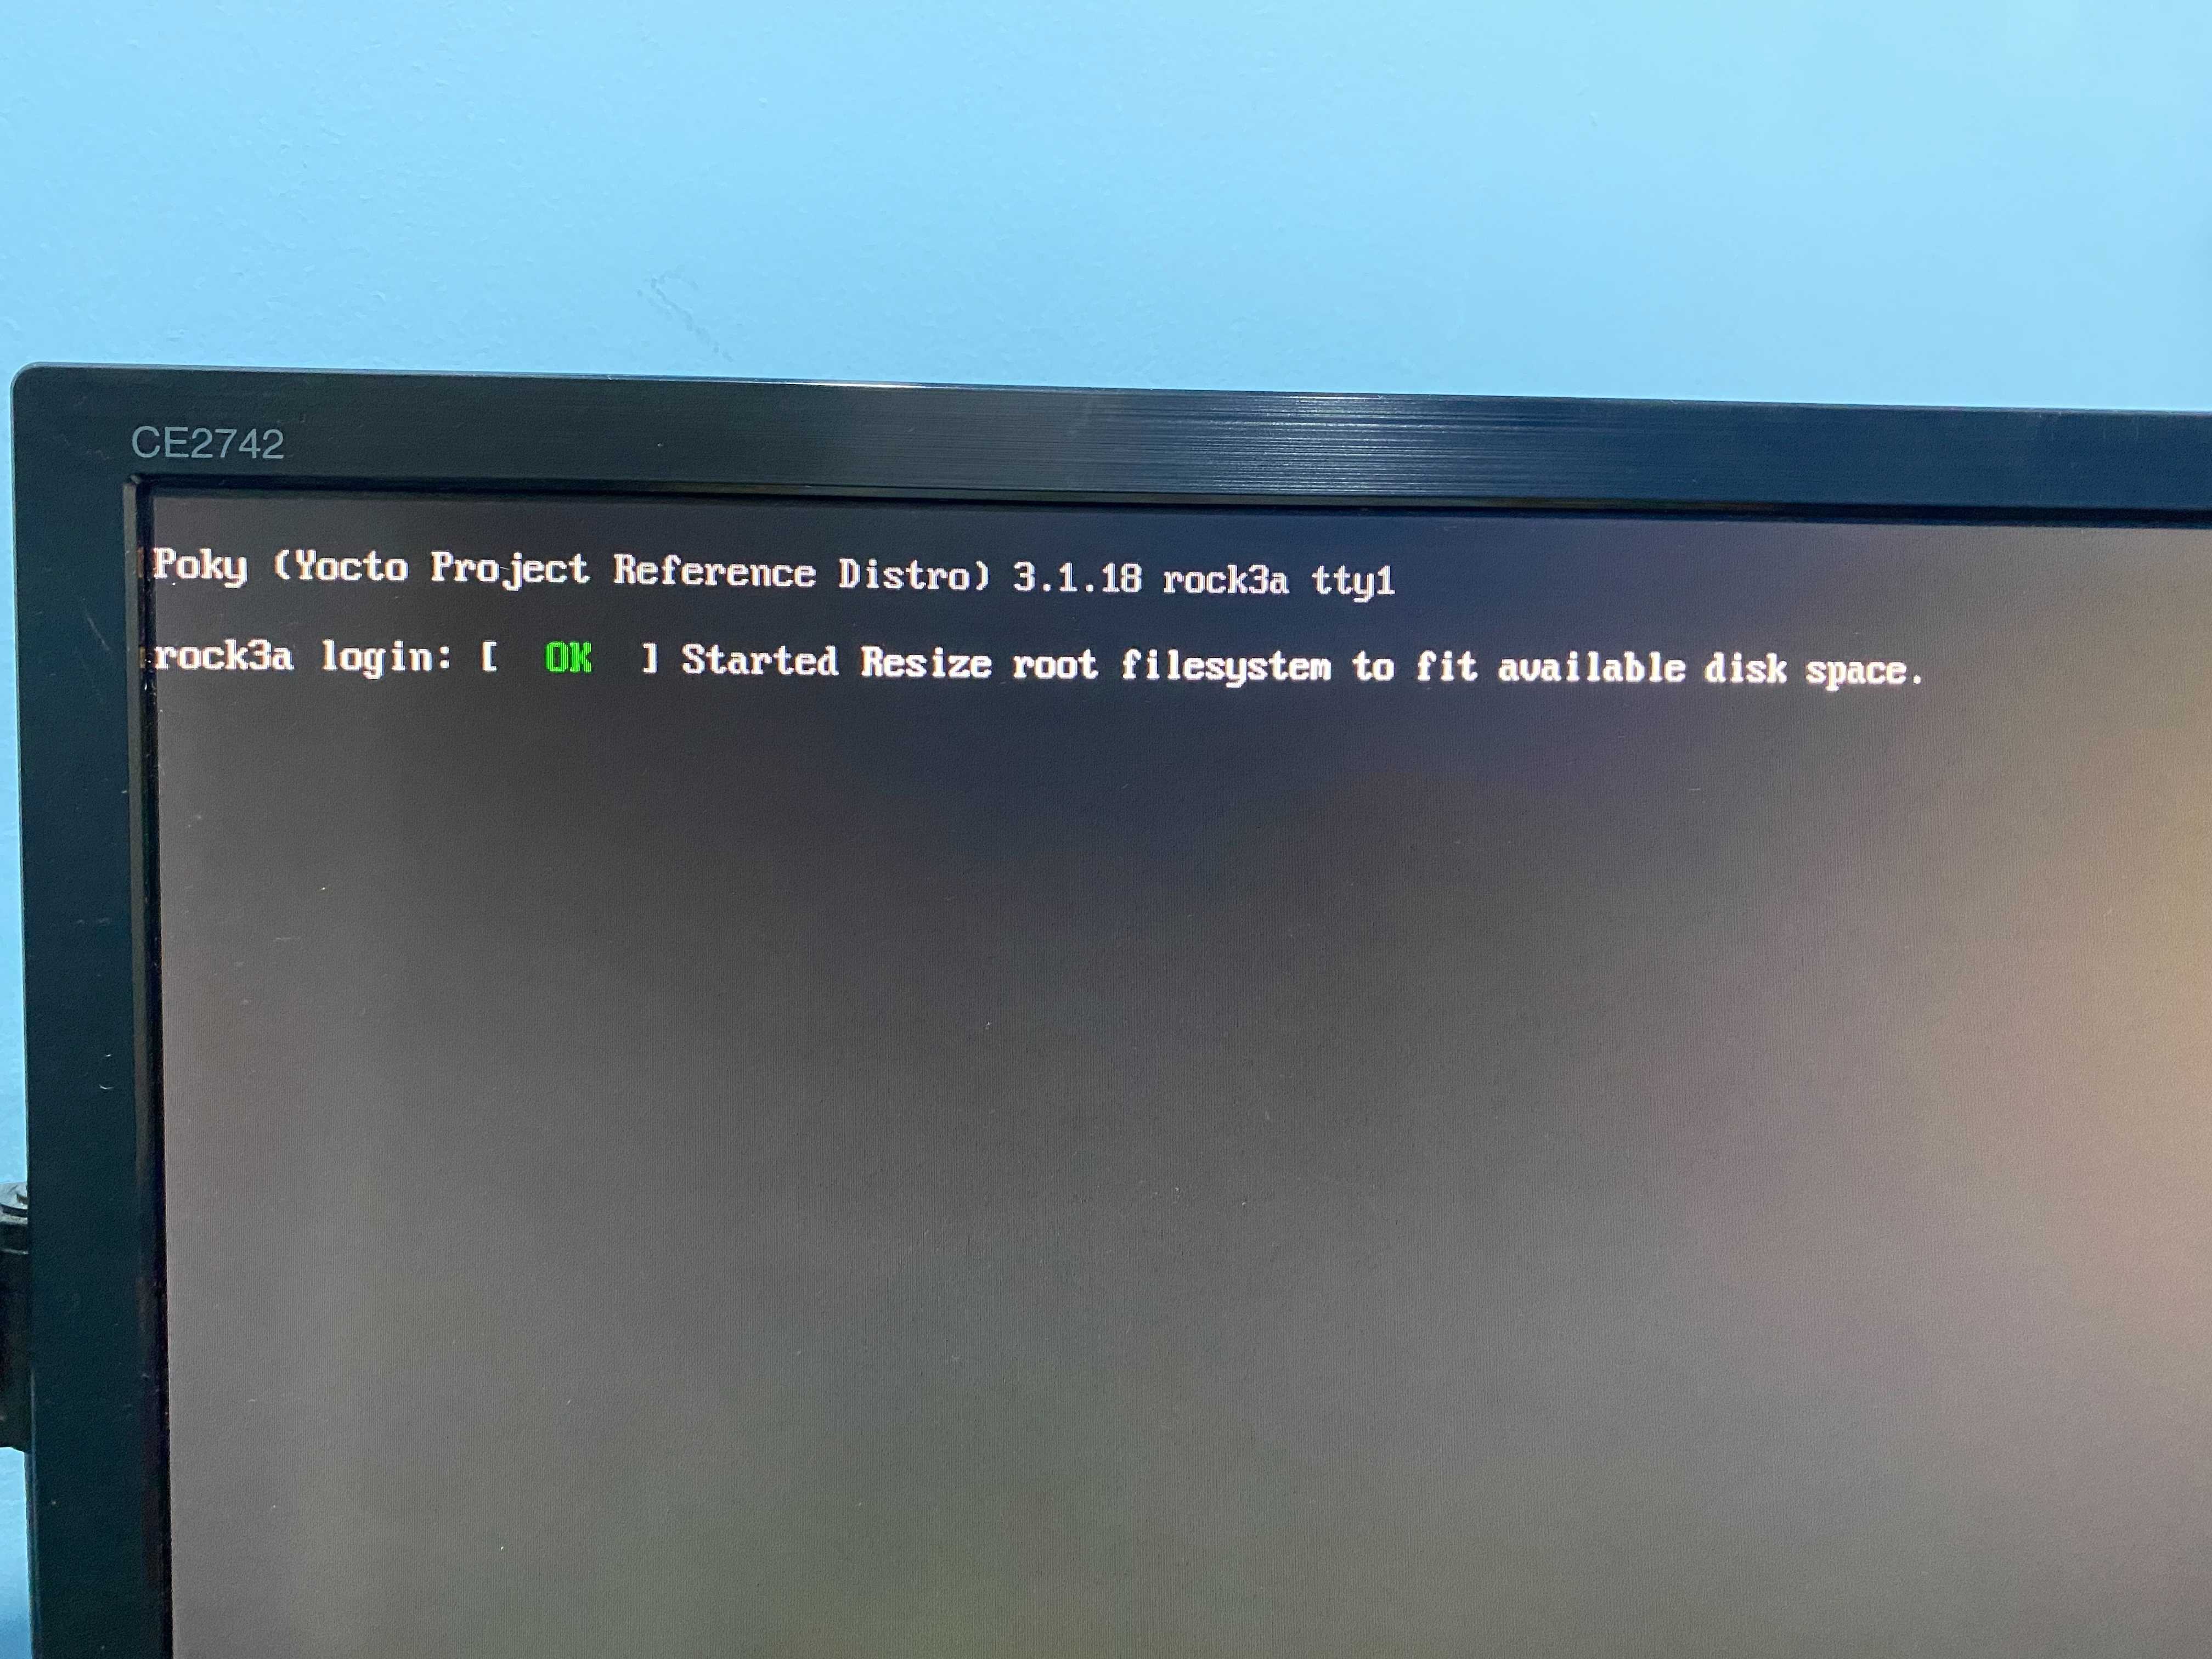 CE2742
Poky (Yocto Project Reference Distro) 3.1.18 rock3a tty1
rock3a login: [  OK  ] Started Resize root filesystem to fit available disk space.